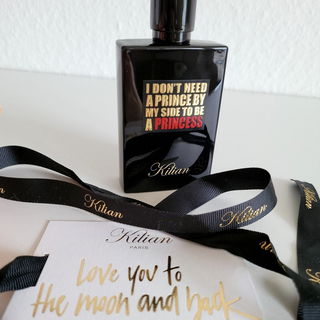 I DON'T NEED
A PRINCE BY
MY SIDE TO BE
A PRINCESS
Kilian
Kilian
Kilian
Kilian
PARIS
Love you to
the moon and back